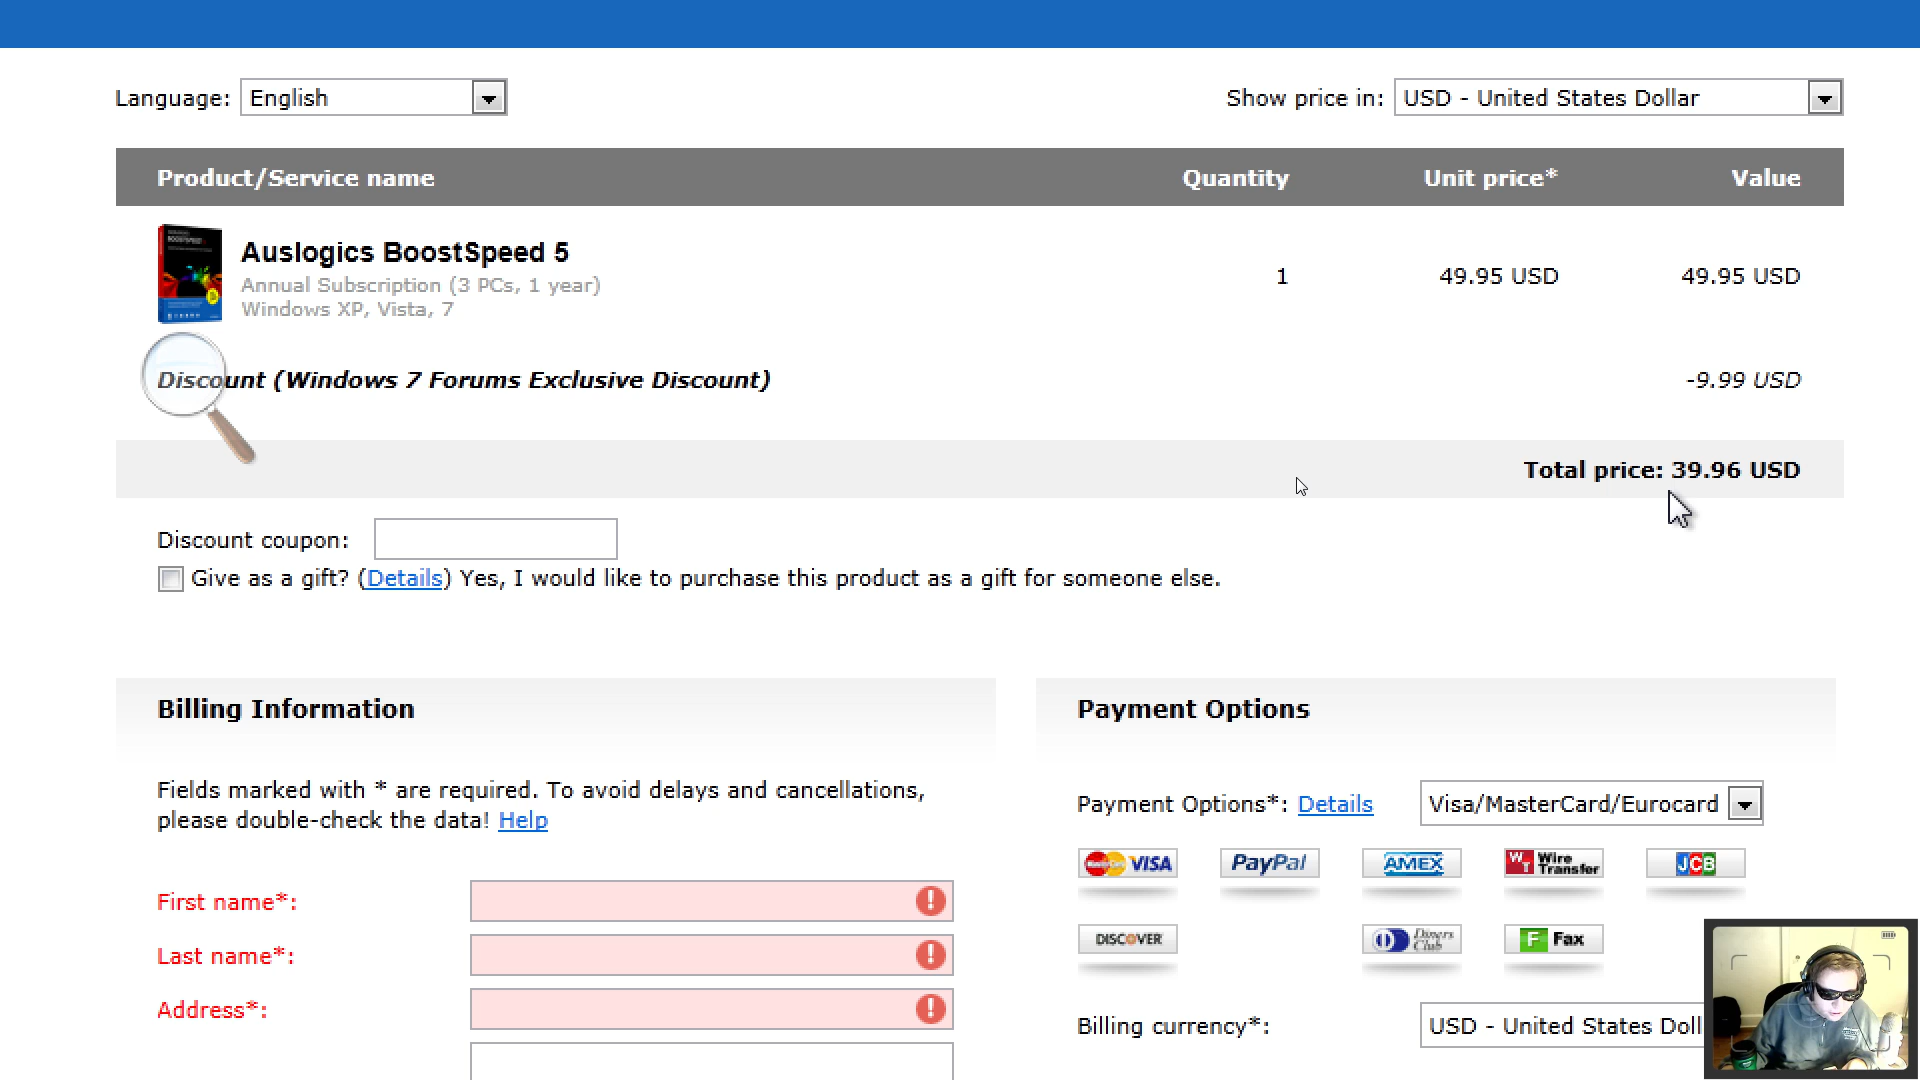 Language: English Show price in: USD - United States Dollar
Product/Service name Quantity Unit price* Value
Auslogics BoostSpeed 5
Annual Subscription (3 PCs, 1 year) 1 49.95 USD 49.95 USD
Windows XP, Vista, 7
Discount (Windows 7 Forums Exclusive Discount) -9.99 USD
Total price: 39.96 USD
Discount coupon:
Give as a gift? (Details) Yes, I would like to purchase this product as a gift for someone else.
Billing Information
Fields marked with * are required. To avoid delays and cancellations,
please double-check the data! Help
First name*:
Last name*:
Address*:
Payment Options
Payment Options*: Details Visa/MasterCard/Eurocard
VISA PayPal AMEX WT Wire Transfer JCB
DISCOVER Diners Club F Fax
Billing currency*: USD - United States Doll